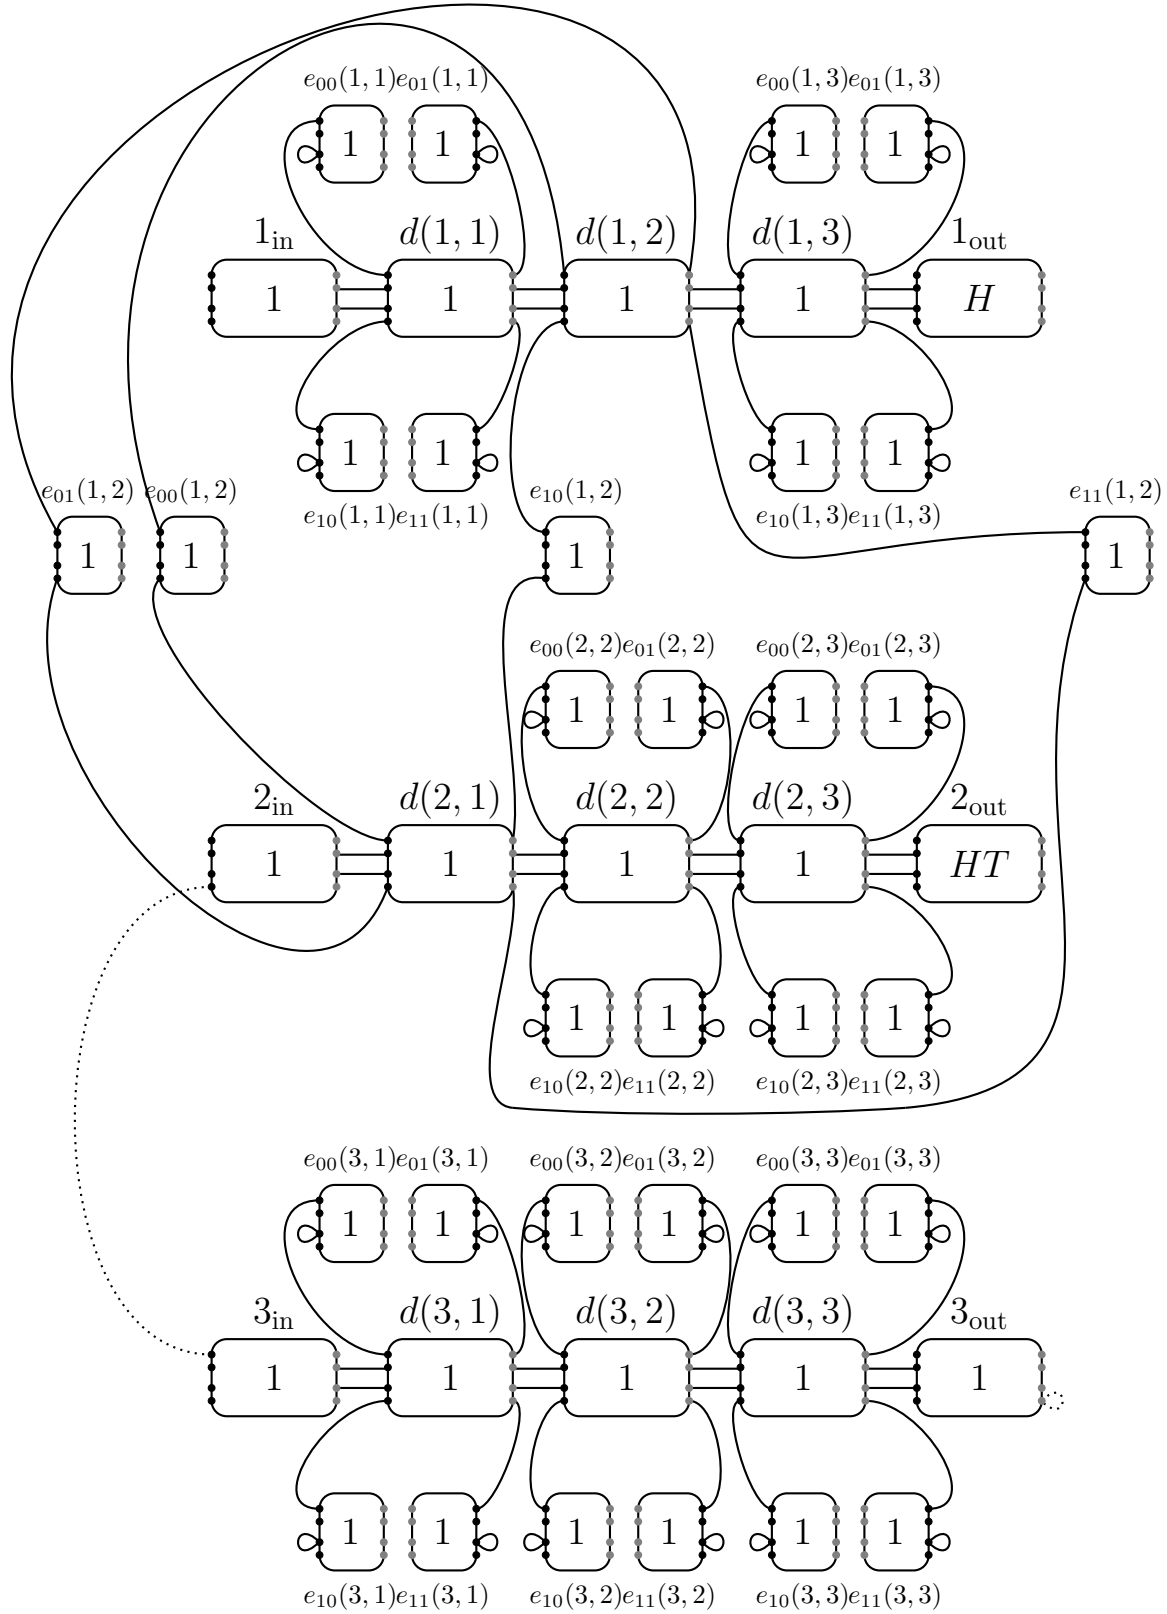 e₀₀(1, 1)e₀₁(1, 1) e₀₀(1, 3)e₀₁(1, 3)
1 1 1 1
1ᵢₙ d(1, 1) d(1, 2) d(1, 3) 1ₒᵤₜ
1 1 1 1 H
1 1 1 1
e₀₁(1, 2) e₀₀(1, 2) e₁₀(1, 2) e₁₁(1, 2)
e₁₀(1, 1)e₁₁(1, 1) e₁₀(1, 3)e₁₁(1, 3)
1 1 1 1
e₀₀(2, 2)e₀₁(2, 2) e₀₀(2, 3)e₀₁(2, 3)
1 1 1 1
2ᵢₙ d(2, 1) d(2, 2) d(2, 3) 2ₒᵤₜ
1 1 1 1 HT
1 1 1 1
e₁₀(2, 2)e₁₁(2, 2) e₁₀(2, 3)e₁₁(2, 3)
e₀₀(3, 1)e₀₁(3, 1) e₀₀(3, 2)e₀₁(3, 2) e₀₀(3, 3)e₀₁(3, 3)
1 1 1 1 1 1
3ᵢₙ d(3, 1) d(3, 2) d(3, 3) 3ₒᵤₜ
1 1 1 1 1
1 1 1 1 1 1
e₁₀(3, 1)e₁₁(3, 1) e₁₀(3, 2)e₁₁(3, 2) e₁₀(3, 3)e₁₁(3, 3)